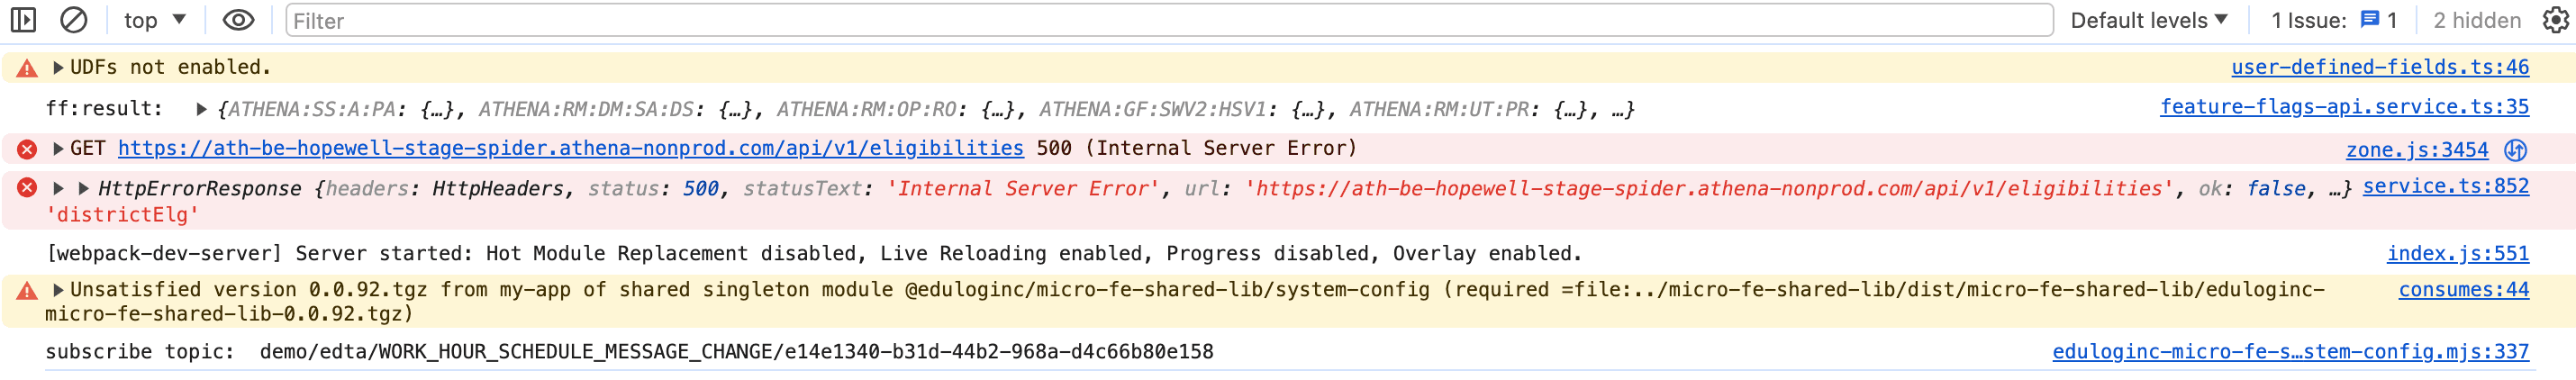 top Filter Default levels 1 Issue: 1 2 hidden
UDFs not enabled. user-defined-fields.ts:46
ff:result: {ATHENA:SS:A:PA: {…}, ATHENA:RM:DM:SA:DS: {…}, ATHENA:RM:OP:RO: {…}, ATHENA:GF:SWV2:HSV1: {…}, ATHENA:RM:UT:PR: {…}, …} feature-flags-api.service.ts:35
GET https://ath-be-hopewell-stage-spider.athena-nonprod.com/api/v1/eligibilities 500 (Internal Server Error) zone.js:3454
HttpErrorResponse {headers: HttpHeaders, status: 500, statusText: 'Internal Server Error', url: 'https://ath-be-hopewell-stage-spider.athena-nonprod.com/api/v1/eligibilities', ok: false, …} service.ts:852
'districtElg'
[webpack-dev-server] Server started: Hot Module Replacement disabled, Live Reloading enabled, Progress disabled, Overlay enabled. index.js:551
Unsatisfied version 0.0.92.tgz from my-app of shared singleton module @eduloginc/micro-fe-shared-lib/system-config (required =file:../micro-fe-shared-lib/dist/micro-fe-shared-lib/eduloginc- consumes:44
micro-fe-shared-lib-0.0.92.tgz)
subscribe topic: demo/edta/WORK_HOUR_SCHEDULE_MESSAGE_CHANGE/e14e1340-b31d-44b2-968a-d4c66b80e158 eduloginc-micro-fe-s…stem-config.mjs:337